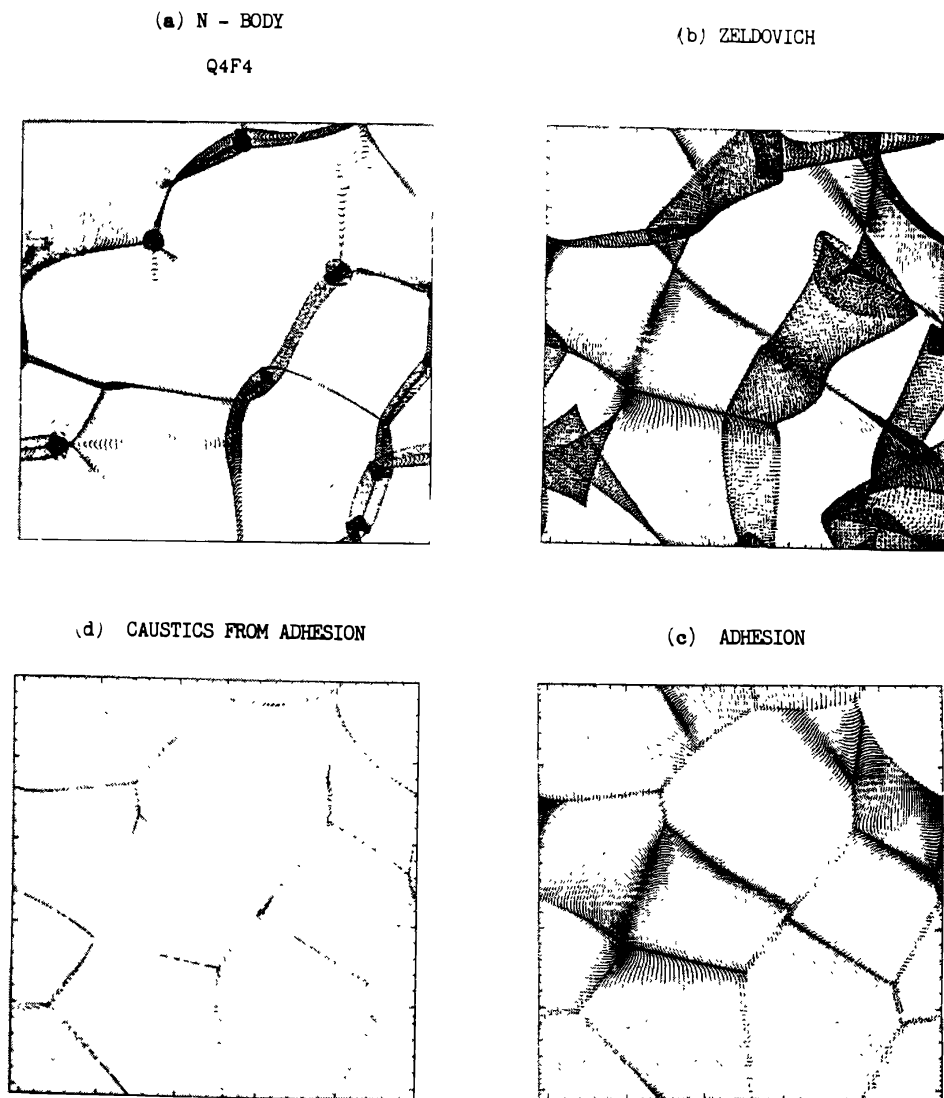 (a) N - BODY
Q4F4
(b) ZELDOVICH
(d) CAUSTICS FROM ADHESION
(c) ADHESION